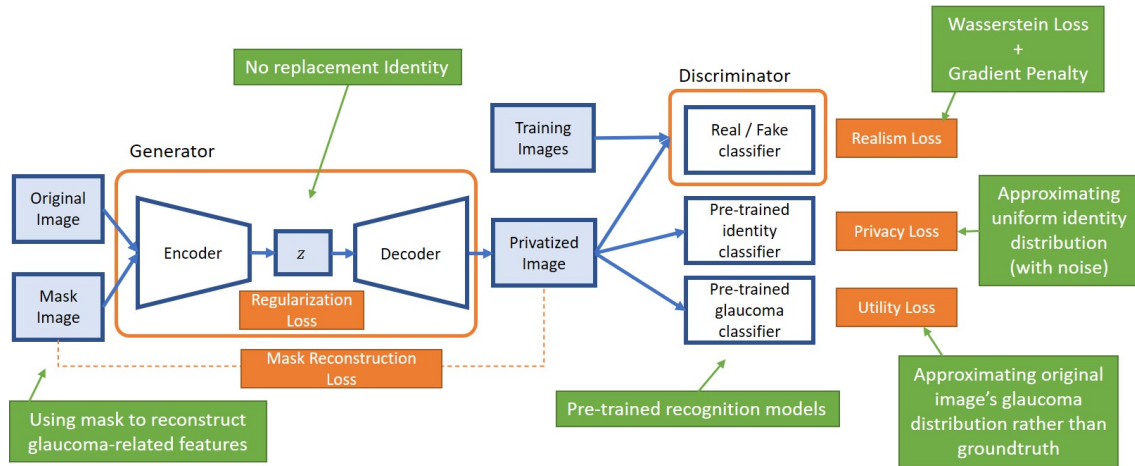 Wasserstein Loss
+
Gradient Penalty
No replacement Identity
Discriminator
Training
Images
Real / Fake
classifier
Realism Loss
Generator
Original
Image
Mask
Image
Encoder
z
Decoder
Regularization
Loss
Privatized
Image
Pre-trained
identity
classifier
Privacy Loss
Approximating
uniform identity
distribution
(with noise)
Pre-trained
glaucoma
classifier
Utility Loss
Mask Reconstruction
Loss
Using mask to reconstruct
glaucoma-related features
Pre-trained recognition models
Approximating original
image's glaucoma
distribution rather than
groundtruth